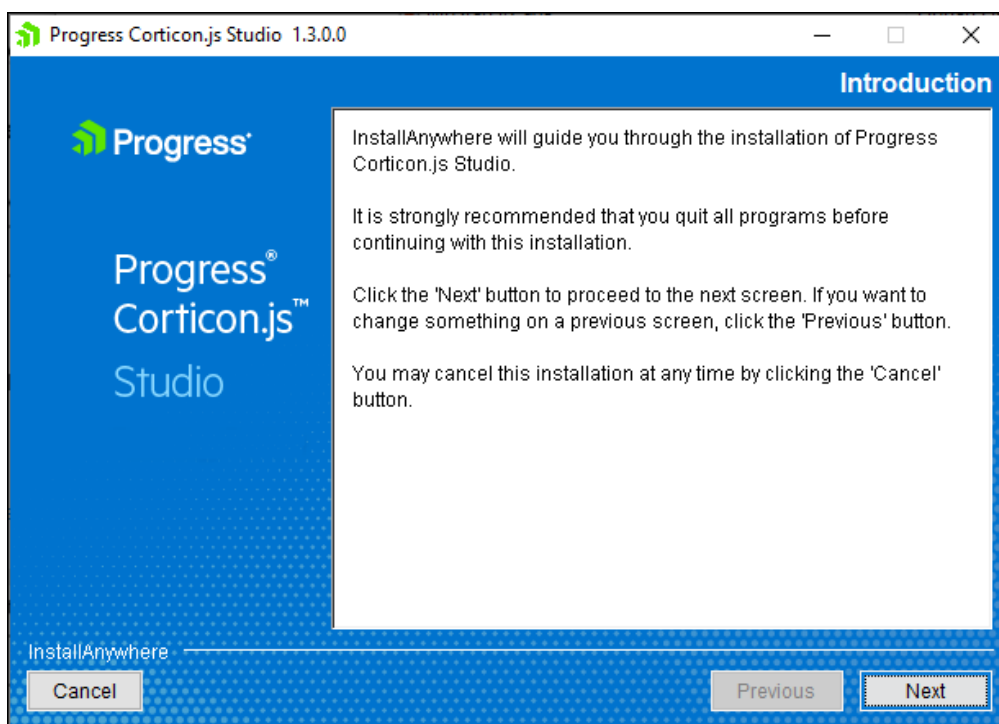 Progress Corticon.js Studio 1.3.0.0
Introduction
Progress
Progress®
Corticon.js™
Studio
InstallAnywhere will guide you through the installation of Progress
Corticon.js Studio.
It is strongly recommended that you quit all programs before
continuing with this installation.
Click the 'Next' button to proceed to the next screen. If you want to
change something on a previous screen, click the 'Previous' button.
You may cancel this installation at any time by clicking the 'Cancel'
button.
InstallAnywhere
Cancel
Previous
Next